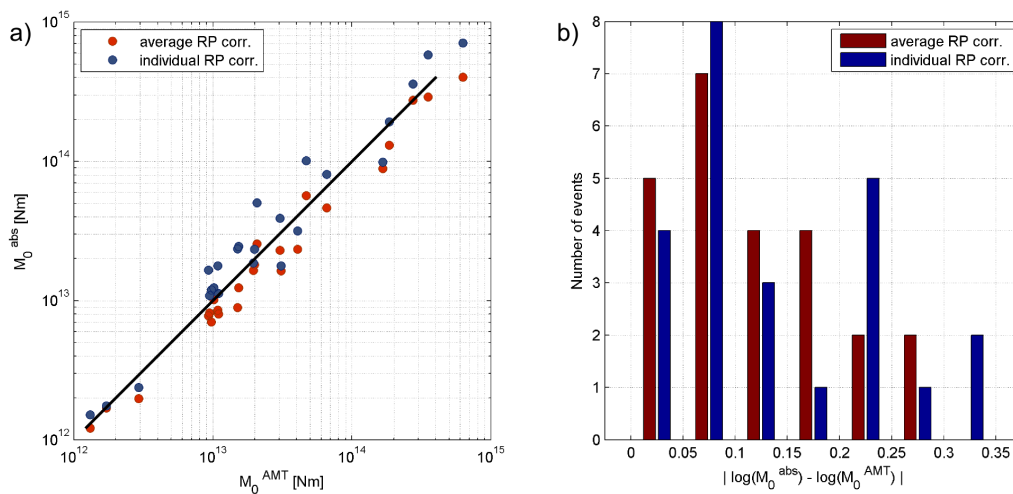 a)
average RP corr.
individual RP corr.
10^15
10^14
10^13
10^12
M0^abs [Nm]
10^12 10^13 10^14 10^15
M0^AMT [Nm]
b)
average RP corr.
individual RP corr.
8
7
6
5
4
3
2
1
0
Number of events
0 0.05 0.1 0.15 0.2 0.25 0.3 0.35
| log(M0^abs) - log(M0^AMT) |